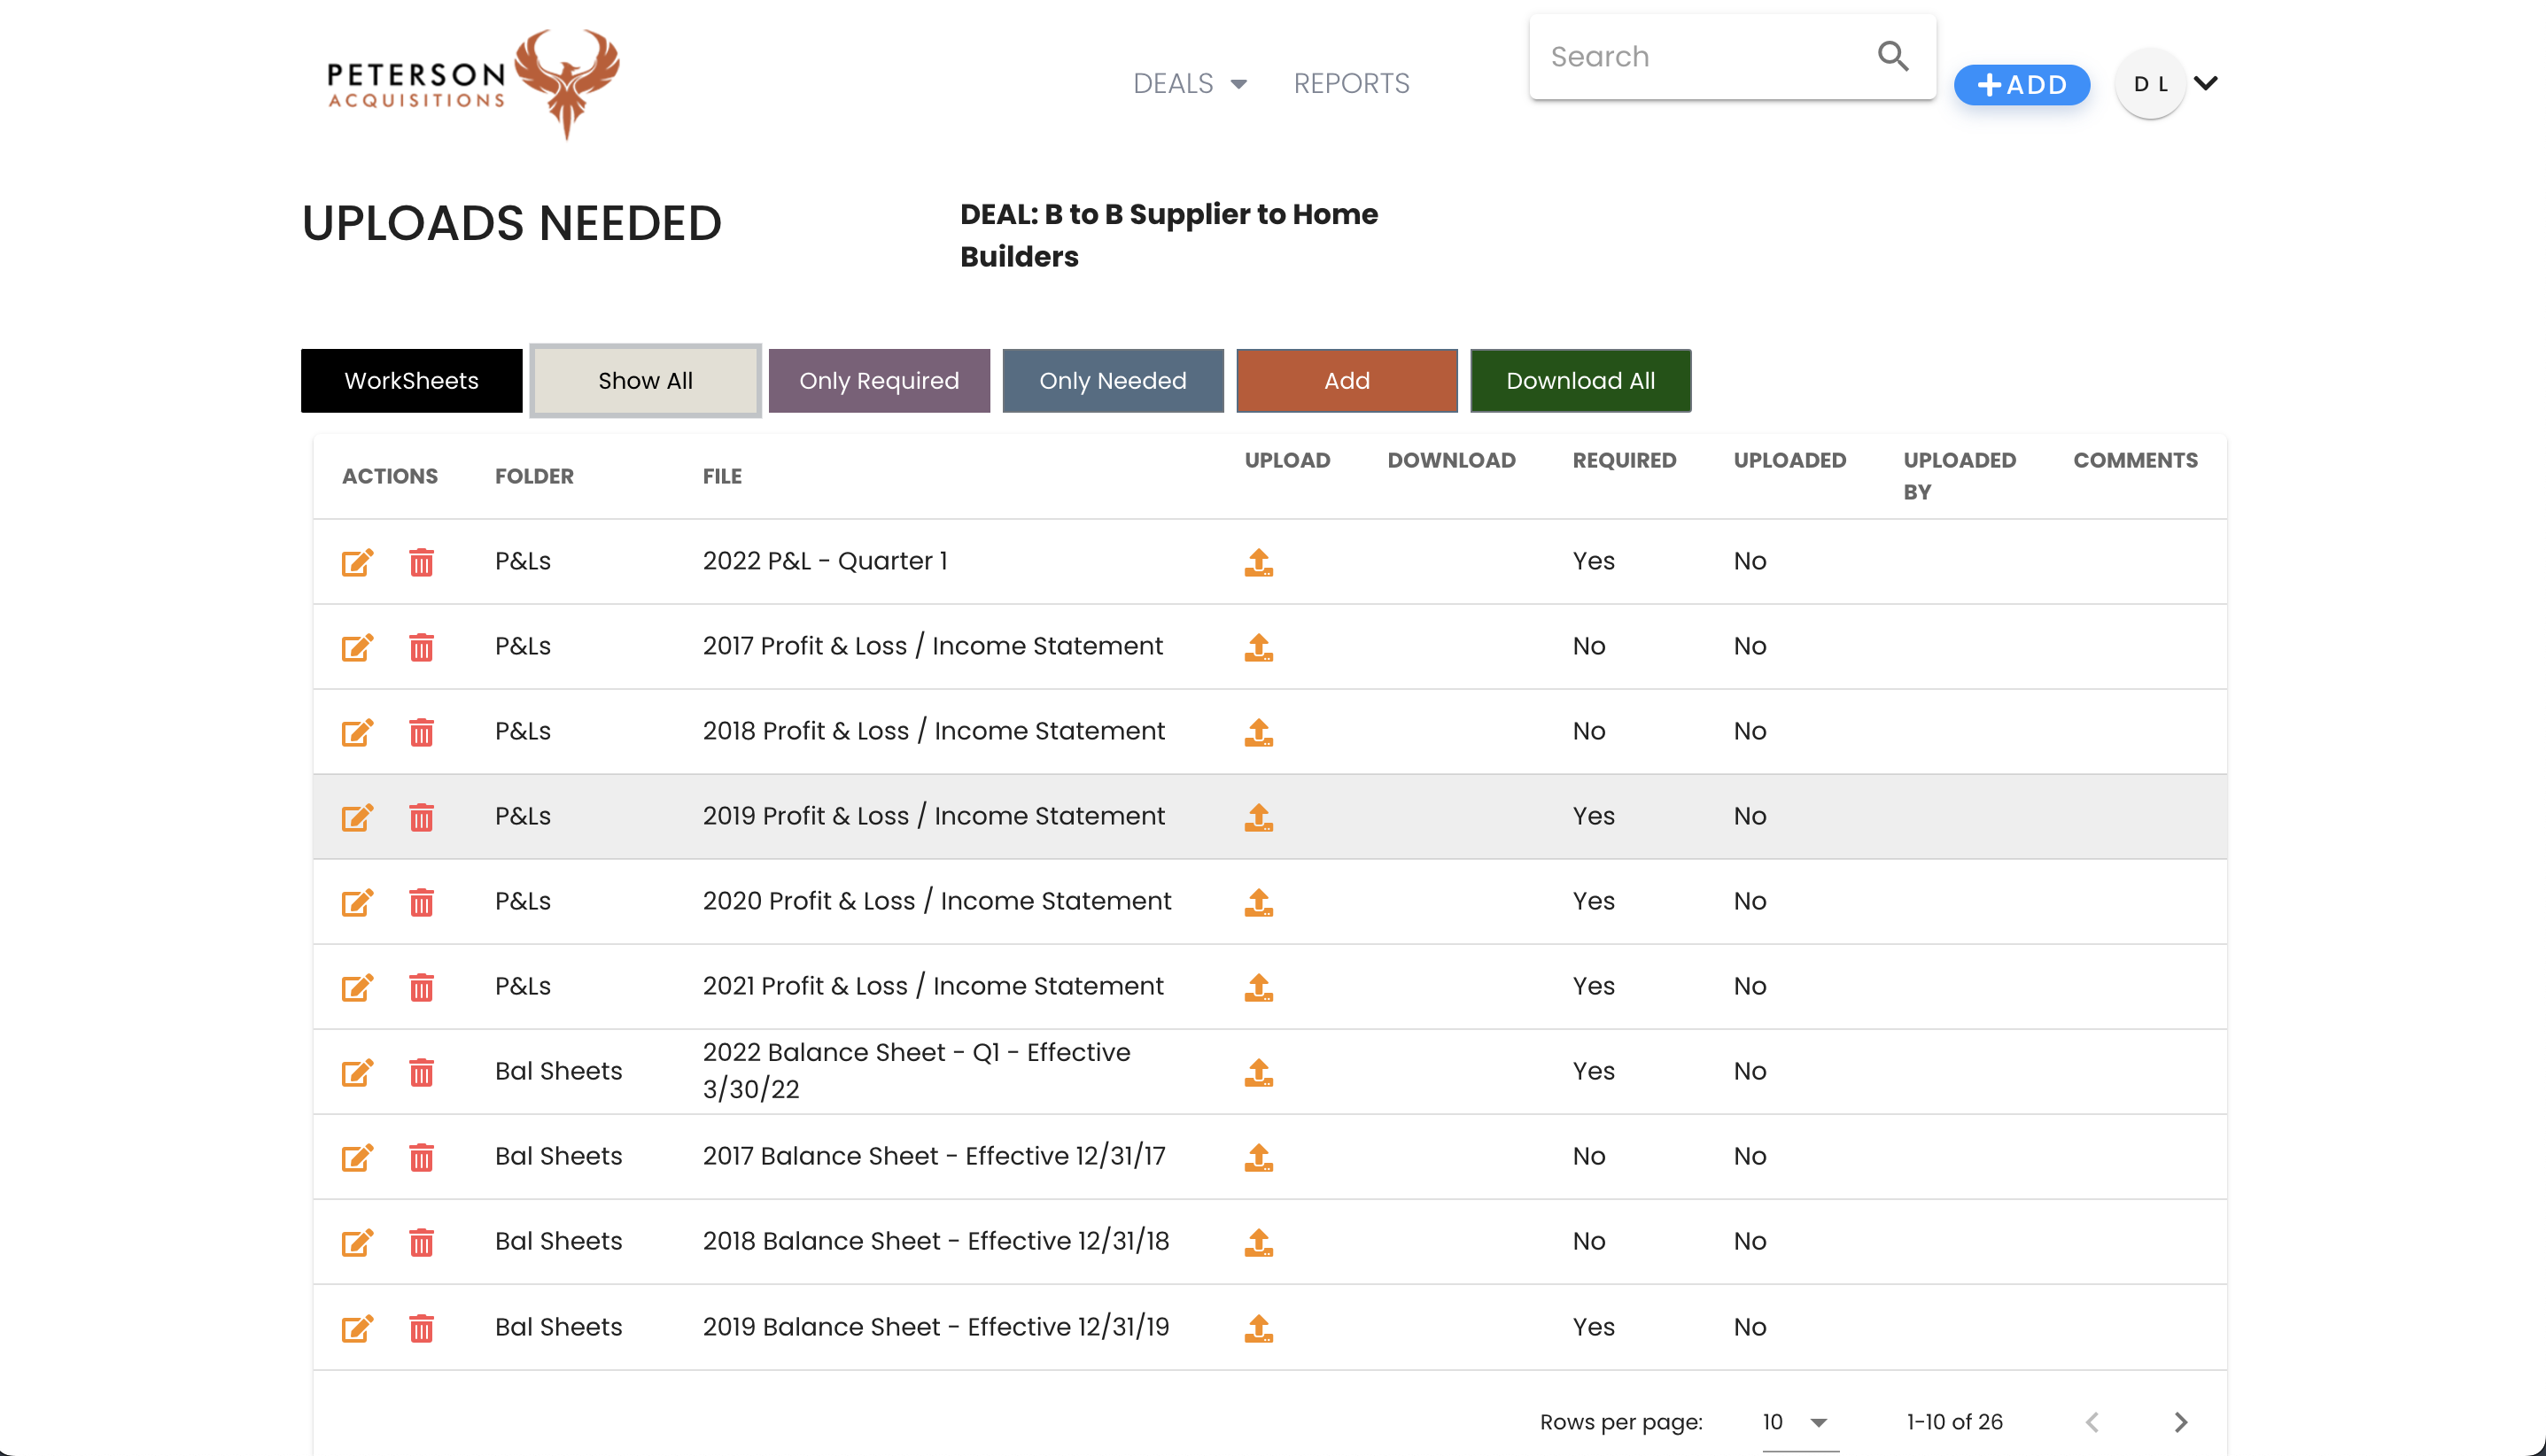 PETERSON
ACQUISITIONS
DEALS REPORTS
Search
ADD
D L
UPLOADS NEEDED
DEAL: B to B Supplier to Home
Builders
WorkSheets Show All Only Required Only Needed Add Download All
ACTIONS FOLDER FILE UPLOAD DOWNLOAD REQUIRED UPLOADED UPLOADED BY COMMENTS
P&Ls 2022 P&L - Quarter 1 Yes No
P&Ls 2017 Profit & Loss / Income Statement No No
P&Ls 2018 Profit & Loss / Income Statement No No
P&Ls 2019 Profit & Loss / Income Statement Yes No
P&Ls 2020 Profit & Loss / Income Statement Yes No
P&Ls 2021 Profit & Loss / Income Statement Yes No
Bal Sheets 2022 Balance Sheet - Q1 - Effective 3/30/22 Yes No
Bal Sheets 2017 Balance Sheet - Effective 12/31/17 No No
Bal Sheets 2018 Balance Sheet - Effective 12/31/18 No No
Bal Sheets 2019 Balance Sheet - Effective 12/31/19 Yes No
Rows per page: 10 1-10 of 26